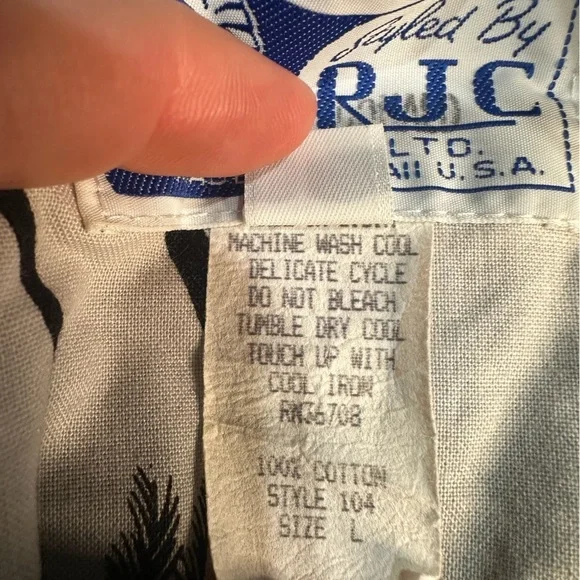 Styled By
RJC
LTD.
AII U.S.A.
MACHINE WASH COOL
DELICATE CYCLE
DO NOT BLEACH
TUMBLE DRY COOL
TOUCH UP WITH
COOL IRON
RN36708
100% COTTON
STYLE 104
SIZE L